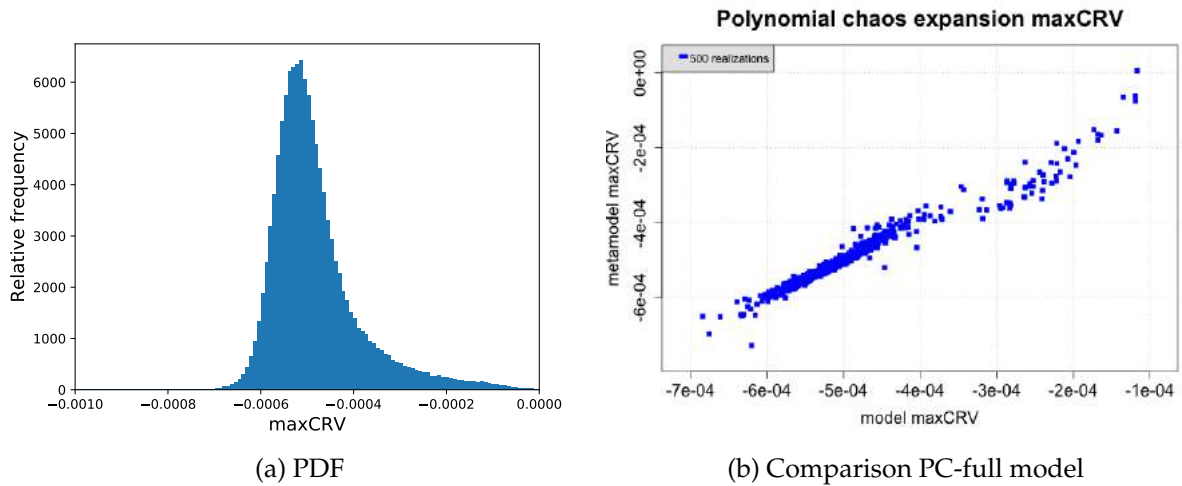 Relative frequency
6000
5000
4000
3000
2000
1000
0
−0.0010 −0.0008 −0.0006 −0.0004 −0.0002 0.0000
maxCRV
(a) PDF
Polynomial chaos expansion maxCRV
500 realizations
metamodel maxCRV
0e+00
-2e-04
-4e-04
-6e-04
-7e-04 -6e-04 -5e-04 -4e-04 -3e-04 -2e-04 -1e-04
model maxCRV
(b) Comparison PC-full model